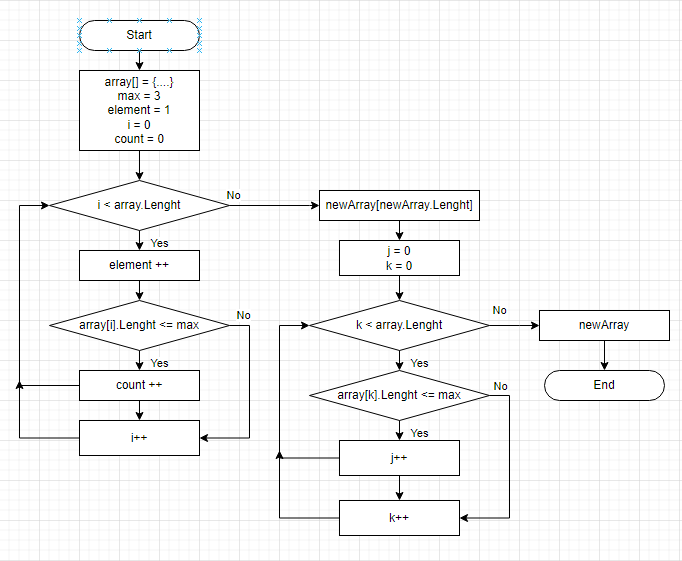 Start
array[] = {....}
max = 3
element = 1
i = 0
count = 0
i < array.Lenght
No
Yes
element ++
array[i].Lenght <= max
No
Yes
count ++
i++
newArray[newArray.Lenght]
j = 0
k = 0
k < array.Lenght
No
Yes
array[k].Lenght <= max
No
Yes
j++
k++
newArray
End